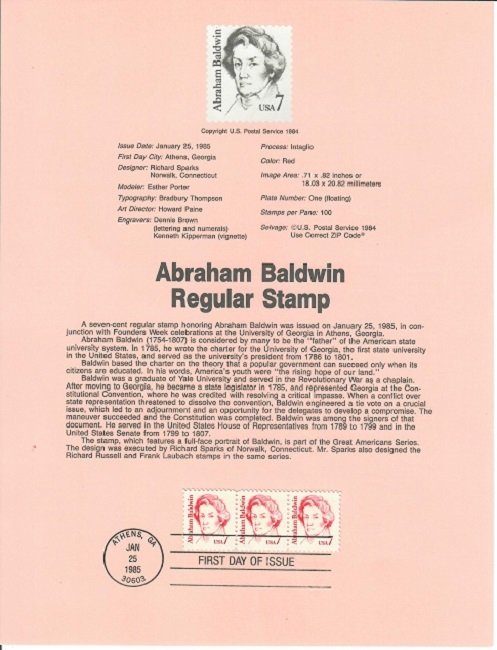 Abraham Baldwin
USA 7
Copyright U.S. Postal Service 1984
Issue Date: January 25, 1985
First Day City: Athens, Georgia
Designer: Richard Sparks
Norwalk, Connecticut
Modeler: Esther Porter
Typography: Bradbury Thompson
Art Director: Howard Paine
Engravers: Dennis Brown
(lettering and numerals)
Kenneth Kipperman (vignette)
Process: Intaglio
Color: Red
Image Area: .71 x .82 inches or
18.03 x 20.82 millimeters
Plate Number: One (floating)
Stamps per Pane: 100
Selvage: ©U.S. Postal Service 1984
Use Correct ZIP Code®
Abraham Baldwin
Regular Stamp
A seven-cent regular stamp honoring Abraham Baldwin was issued on January 25, 1985, in con-
junction with Founders Week celebrations at the University of Georgia in Athens, Georgia.
Abraham Baldwin (1754-1807) is considered by many to be the "father" of the American state
university system. In 1785, he wrote the charter for the University of Georgia, the first state university
in the United States, and served as the university's president from 1786 to 1801.
Baldwin based the charter on the theory that a popular government can succeed only when its
citizens are educated. In his words, America's youth were "the rising hope of our land."
Baldwin was a graduate of Yale University and served in the Revolutionary War as a chaplain.
After moving to Georgia, he became a state legislator in 1785, and represented Georgia at the Con-
stitutional Convention, where he was credited with resolving a critical impasse. When a conflict over
state representation threatened to dissolve the convention, Baldwin engineered a tie vote on a crucial
issue, which led to an adjournment and an opportunity for the delegates to develop a compromise. The
maneuver succeeded and the Constitution was completed. Baldwin was among the signers of that
document. He served in the United States House of Representatives from 1789 to 1799 and in the
United States Senate from 1799 to 1807.
The stamp, which features a full-face portrait of Baldwin, is part of the Great Americans Series.
The design was executed by Richard Sparks of Norwalk, Connecticut. Mr. Sparks also designed the
Richard Russell and Frank Laubach stamps in the same series.
Abraham Baldwin
USA 7
Abraham Baldwin
USA 7
Abraham Baldwin
USA 7
ATHENS, GA
JAN
25
1985
30603
FIRST DAY OF ISSUE